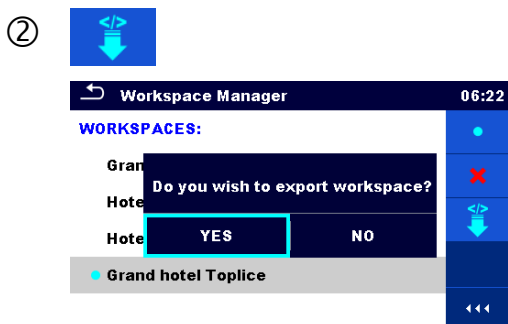 ②
</>
Workspace Manager 06:22
WORKSPACES:
Gran
Do you wish to export workspace?
Hote
</>
Hote YES NO
Grand hotel Toplice